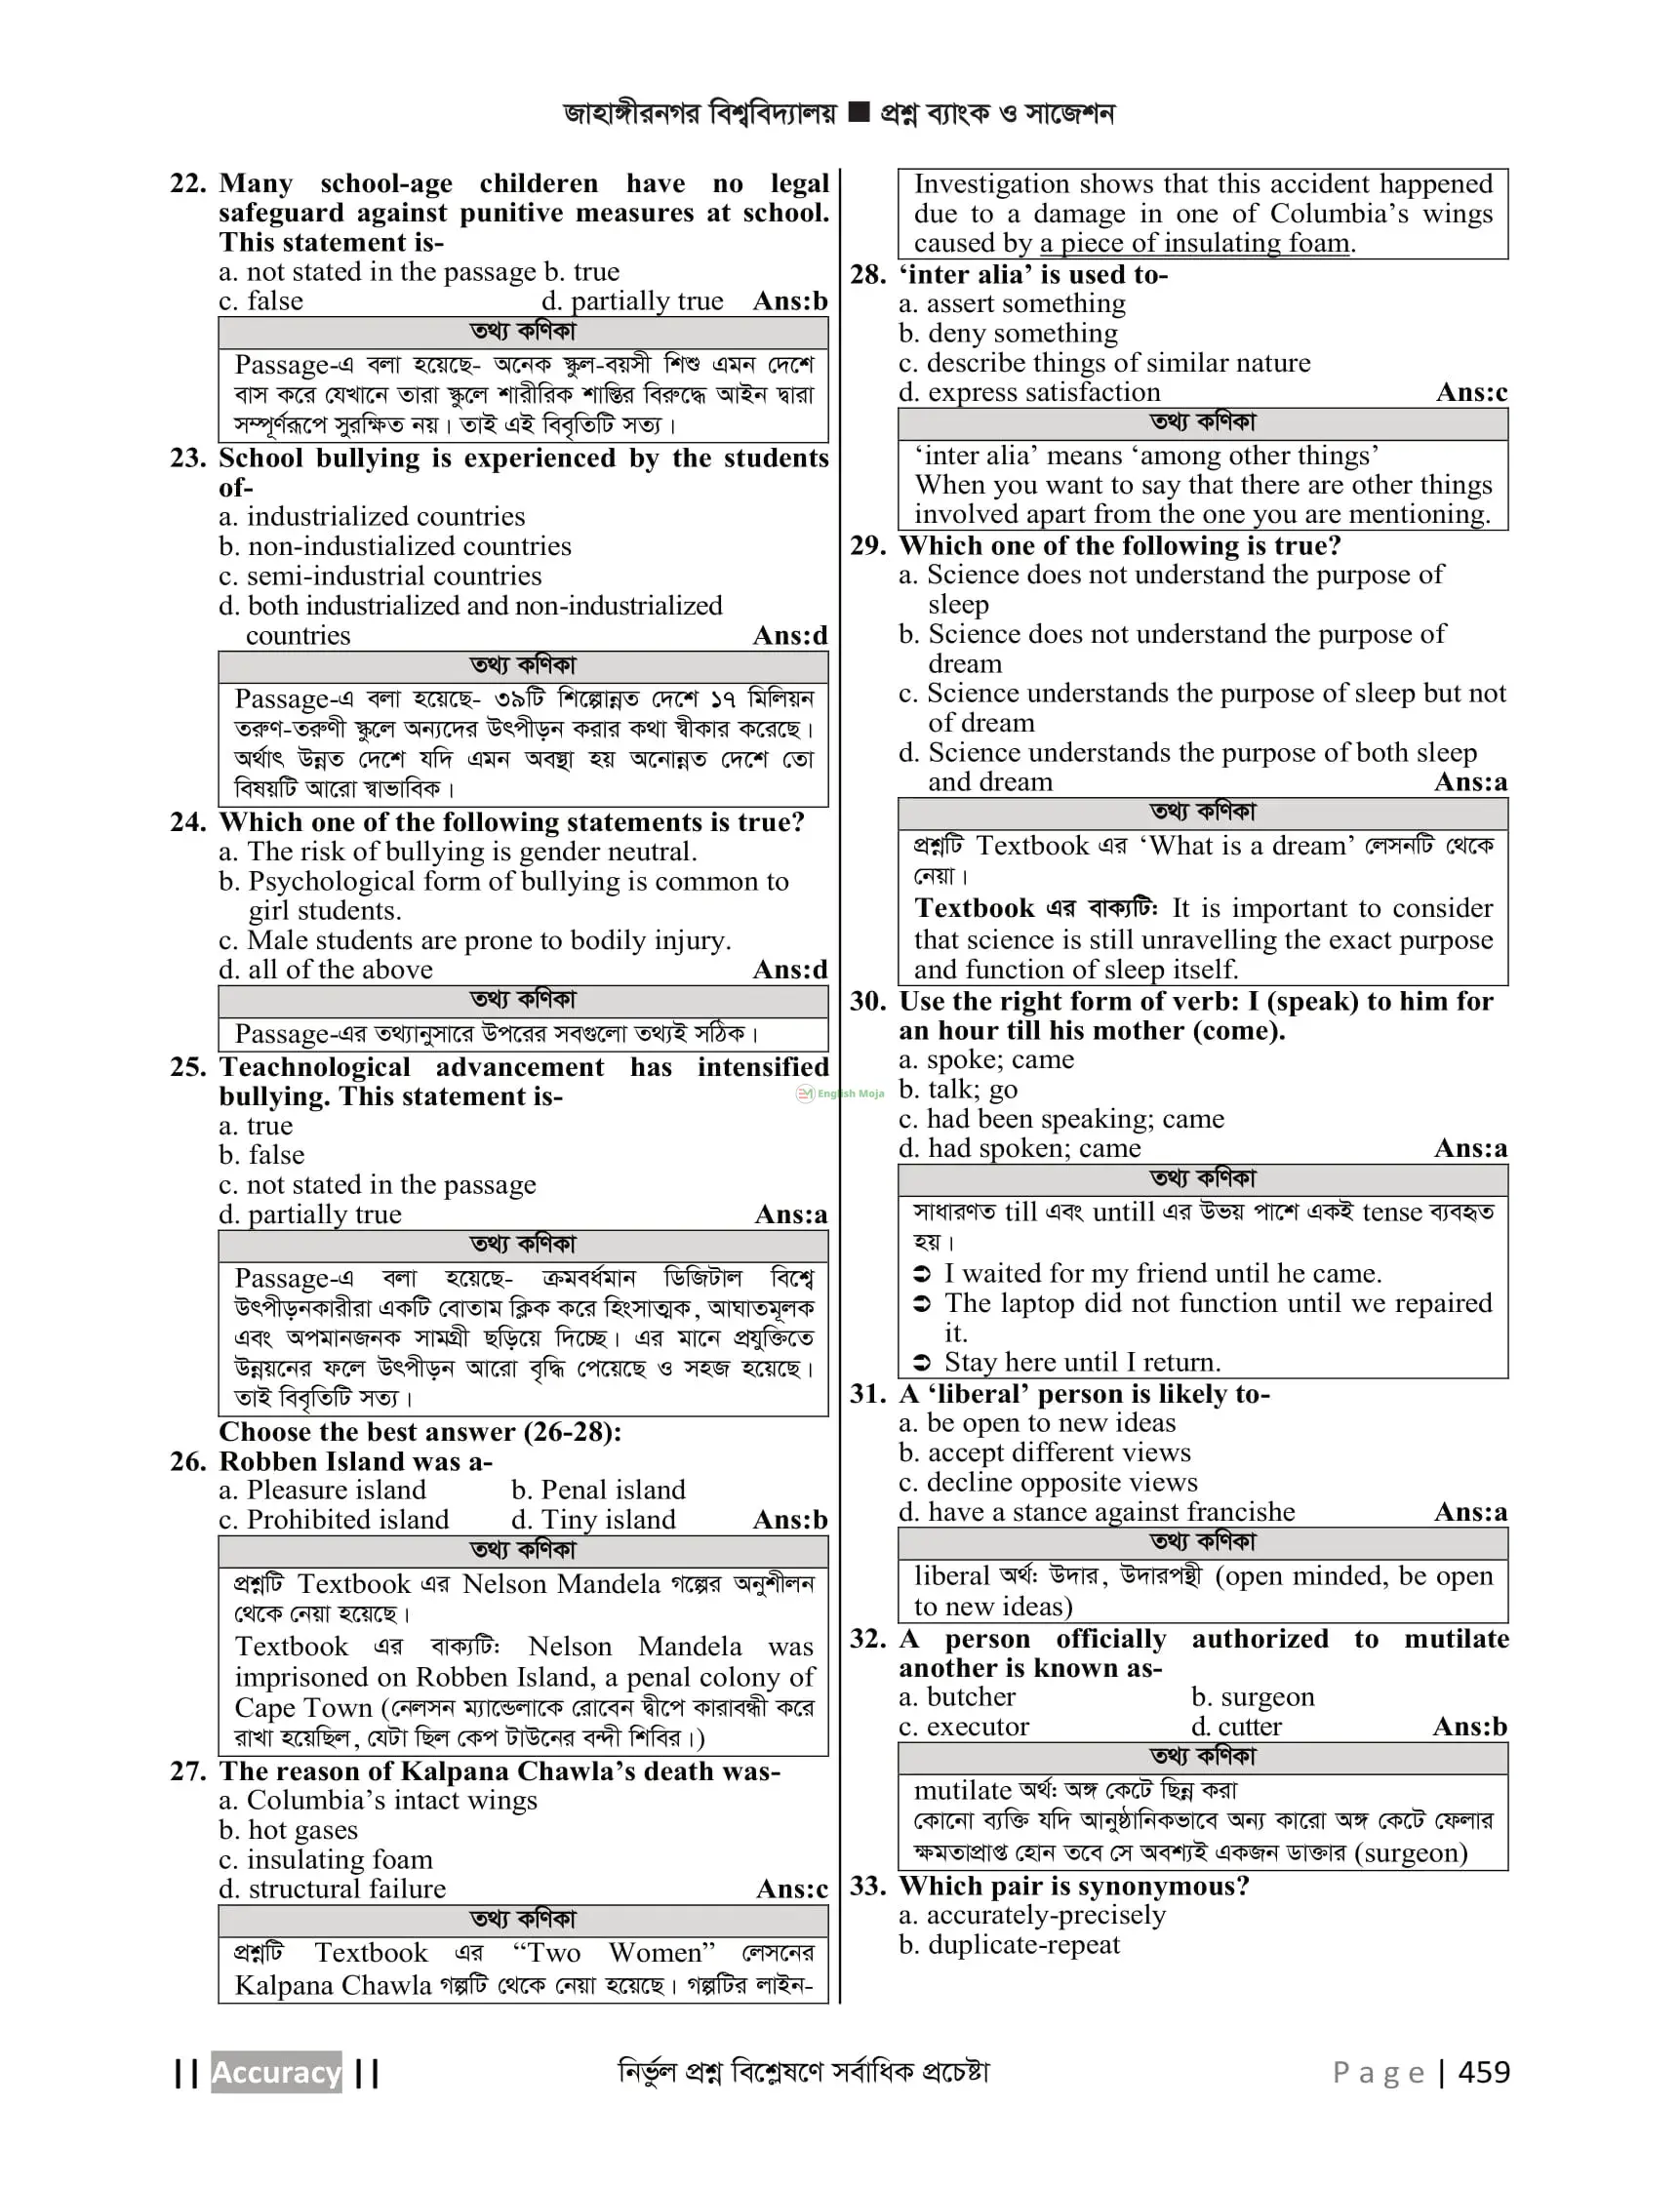 জাহাঙ্গীরনগর বিশ্ববিদ্যালয় ■ প্রশ্ন ব্যাংক ও সাজেশন
22. Many school-age childeren have no legal
safeguard against punitive measures at school.
This statement is-
a. not stated in the passage b. true
c. false d. partially true Ans:b
তথ্য কণিকা
Passage-এ বলা হয়েছে- অনেক স্কুল-বয়সী শিশু এমন দেশে
বাস করে যেখানে তারা স্কুলে শারীরিক শাস্তির বিরুদ্ধে আইন দ্বারা
সম্পূর্ণরূপে সুরক্ষিত নয়। তাই এই বিবৃতিটি সত্য।
23. School bullying is experienced by the students
of-
a. industrialized countries
b. non-industialized countries
c. semi-industrial countries
d. both industrialized and non-industrialized
countries Ans:d
তথ্য কণিকা
Passage-এ বলা হয়েছে- ৩৯টি শিল্পোন্নত দেশে ১৭ মিলিয়ন
তরুণ-তরুণী স্কুলে অন্যদের উৎপীড়ন করার কথা স্বীকার করেছে।
অর্থাৎ উন্নত দেশে যদি এমন অবস্থা হয় অনোন্নত দেশে তো
বিষয়টি আরো স্বাভাবিক।
24. Which one of the following statements is true?
a. The risk of bullying is gender neutral.
b. Psychological form of bullying is common to
girl students.
c. Male students are prone to bodily injury.
d. all of the above Ans:d
তথ্য কণিকা
Passage-এর তথ্যানুসারে উপরের সবগুলো তথ্যই সঠিক।
25. Teachnological advancement has intensified
bullying. This statement is-
a. true
b. false
c. not stated in the passage
d. partially true Ans:a
তথ্য কণিকা
Passage-এ বলা হয়েছে- ক্রমবর্ধমান ডিজিটাল বিশ্বে
উৎপীড়নকারীরা একটি বোতাম ক্লিক করে হিংসাত্মক, আঘাতমূলক
এবং অপমানজনক সামগ্রী ছড়িয়ে দিচ্ছে। এর মানে প্রযুক্তিতে
উন্নয়নের ফলে উৎপীড়ন আরো বৃদ্ধি পেয়েছে ও সহজ হয়েছে।
তাই বিবৃতিটি সত্য।
Choose the best answer (26-28):
26. Robben Island was a-
a. Pleasure island b. Penal island
c. Prohibited island d. Tiny island Ans:b
তথ্য কণিকা
প্রশ্নটি Textbook এর Nelson Mandela গল্পের অনুশীলন
থেকে নেয়া হয়েছে।
Textbook এর বাক্যটি: Nelson Mandela was
imprisoned on Robben Island, a penal colony of
Cape Town (নেলসন ম্যান্ডেলাকে রোবেন দ্বীপে কারাবন্ধী করে
রাখা হয়েছিল, যেটা ছিল কেপ টাউনের বন্দী শিবির।)
27. The reason of Kalpana Chawla’s death was-
a. Columbia’s intact wings
b. hot gases
c. insulating foam
d. structural failure Ans:c
তথ্য কণিকা
প্রশ্নটি Textbook এর “Two Women” লেসনের
Kalpana Chawla গল্পটি থেকে নেয়া হয়েছে। গল্পটির লাইন-
Investigation shows that this accident happened
due to a damage in one of Columbia’s wings
caused by a piece of insulating foam.
28. ‘inter alia’ is used to-
a. assert something
b. deny something
c. describe things of similar nature
d. express satisfaction Ans:c
তথ্য কণিকা
‘inter alia’ means ‘among other things’
When you want to say that there are other things
involved apart from the one you are mentioning.
29. Which one of the following is true?
a. Science does not understand the purpose of
sleep
b. Science does not understand the purpose of
dream
c. Science understands the purpose of sleep but not
of dream
d. Science understands the purpose of both sleep
and dream Ans:a
তথ্য কণিকা
প্রশ্নটি Textbook এর ‘What is a dream’ লেসনটি থেকে
নেয়া।
Textbook এর বাক্যটি: It is important to consider
that science is still unravelling the exact purpose
and function of sleep itself.
30. Use the right form of verb: I (speak) to him for
an hour till his mother (come).
a. spoke; came
b. talk; go
c. had been speaking; came
d. had spoken; came Ans:a
তথ্য কণিকা
সাধারণত till এবং untill এর উভয় পাশে একই tense ব্যবহৃত
হয়।
➲ I waited for my friend until he came.
➲ The laptop did not function until we repaired
it.
➲ Stay here until I return.
31. A ‘liberal’ person is likely to-
a. be open to new ideas
b. accept different views
c. decline opposite views
d. have a stance against francishe Ans:a
তথ্য কণিকা
liberal অর্থ: উদার, উদারপন্থী (open minded, be open
to new ideas)
32. A person officially authorized to mutilate
another is known as-
a. butcher b. surgeon
c. executor d. cutter Ans:b
তথ্য কণিকা
mutilate অর্থ: অঙ্গ কেটে ছিন্ন করা
কোনো ব্যক্তি যদি আনুষ্ঠানিকভাবে অন্য কারো অঙ্গ কেটে ফেলার
ক্ষমতাপ্রাপ্ত হোন তবে সে অবশ্যই একজন ডাক্তার (surgeon)
33. Which pair is synonymous?
a. accurately-precisely
b. duplicate-repeat
English Moja
|| Accuracy || নির্ভুল প্রশ্ন বিশ্লেষণে সর্বাধিক প্রচেষ্টা Page | 459